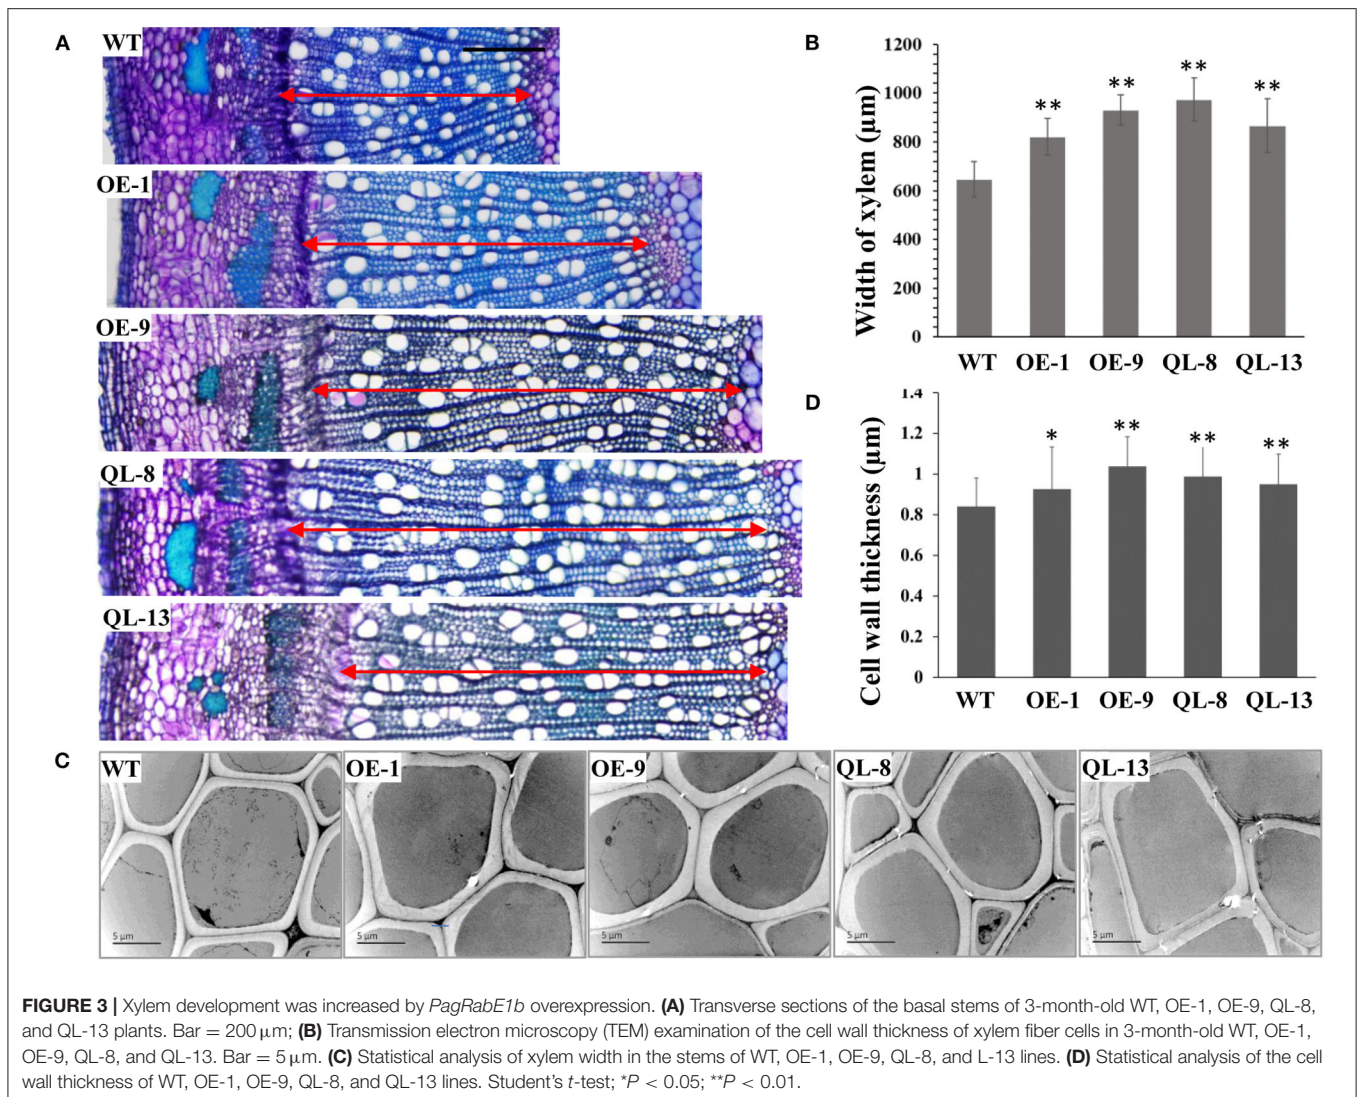 A
WT
OE-1
OE-9
QL-8
QL-13
B
1200
1000
800
600
400
200
0
Width of xylem (μm)
**
**
**
**
WT OE-1 OE-9 QL-8 QL-13
D
1.4
1.2
1
0.8
0.6
0.4
0.2
0
Cell wall thickness (μm)
*
**
**
**
WT OE-1 OE-9 QL-8 QL-13
C
WT
5 μm
OE-1
5 μm
OE-9
5 μm
QL-8
5 μm
QL-13
5 μm
FIGURE 3 | Xylem development was increased by PagRabE1b overexpression. (A) Transverse sections of the basal stems of 3-month-old WT, OE-1, OE-9, QL-8,
and QL-13 plants. Bar = 200 μm; (B) Transmission electron microscopy (TEM) examination of the cell wall thickness of xylem fiber cells in 3-month-old WT, OE-1,
OE-9, QL-8, and QL-13. Bar = 5 μm. (C) Statistical analysis of xylem width in the stems of WT, OE-1, OE-9, QL-8, and L-13 lines. (D) Statistical analysis of the cell
wall thickness of WT, OE-1, OE-9, QL-8, and QL-13 lines. Student's t-test; *P < 0.05; **P < 0.01.